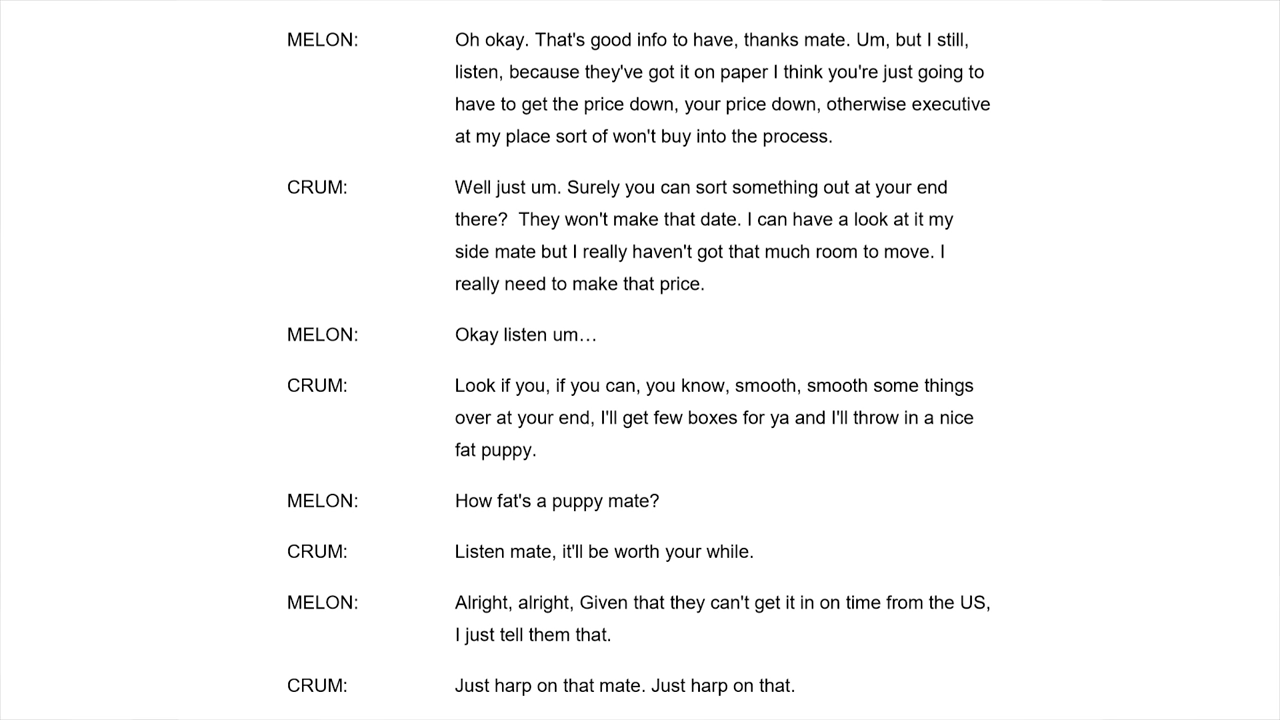 MELON: Oh okay. That's good info to have, thanks mate. Um, but I still,
listen, because they've got it on paper I think you're just going to
have to get the price down, your price down, otherwise executive
at my place sort of won't buy into the process.
CRUM: Well just um. Surely you can sort something out at your end
there?  They won't make that date. I can have a look at it my
side mate but I really haven't got that much room to move. I
really need to make that price.
MELON: Okay listen um…
CRUM: Look if you, if you can, you know, smooth, smooth some things
over at your end, I'll get few boxes for ya and I'll throw in a nice
fat puppy.
MELON: How fat's a puppy mate?
CRUM: Listen mate, it'll be worth your while.
MELON: Alright, alright, Given that they can't get it in on time from the US,
I just tell them that.
CRUM: Just harp on that mate. Just harp on that.